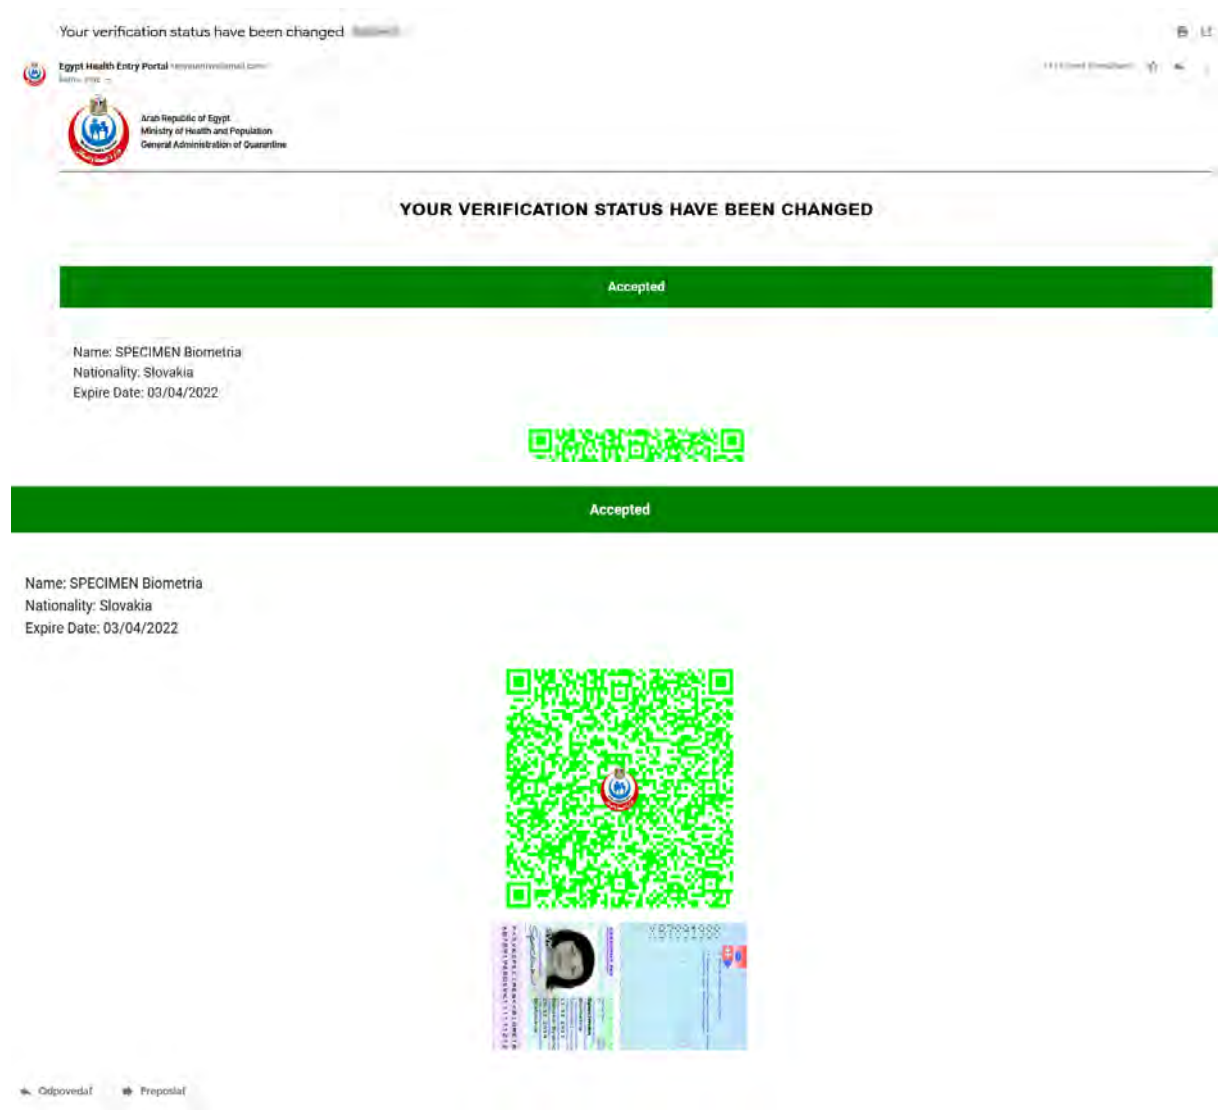 Your verification status have been changed
Egypt Health Entry Portal
Arab Republic of Egypt
Ministry of Health and Population
General Administration of Quarantine
YOUR VERIFICATION STATUS HAVE BEEN CHANGED
Accepted
Name: SPECIMEN Biometria
Nationality: Slovakia
Expire Date: 03/04/2022
Accepted
Name: SPECIMEN Biometria
Nationality: Slovakia
Expire Date: 03/04/2022
Specimen
Odpovedať
Preposlať